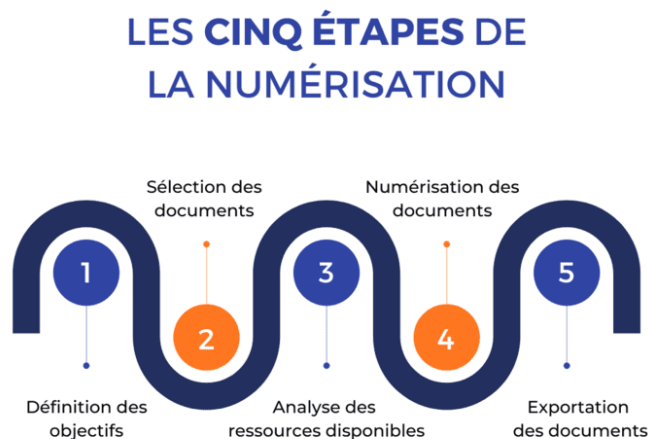 LES CINQ ÉTAPES DE
LA NUMÉRISATION
Sélection des
documents
Numérisation des
documents
1
3
5
2
4
Définition des
objectifs
Analyse des
ressources disponibles
Exportation
des documents